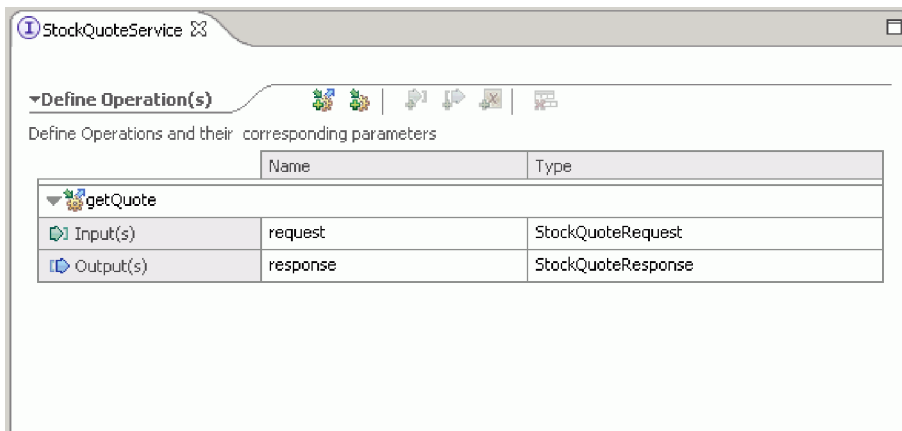 StockQuoteService
Define Operation(s)
Define Operations and their corresponding parameters
Name Type
getQuote
Input(s) request StockQuoteRequest
Output(s) response StockQuoteResponse